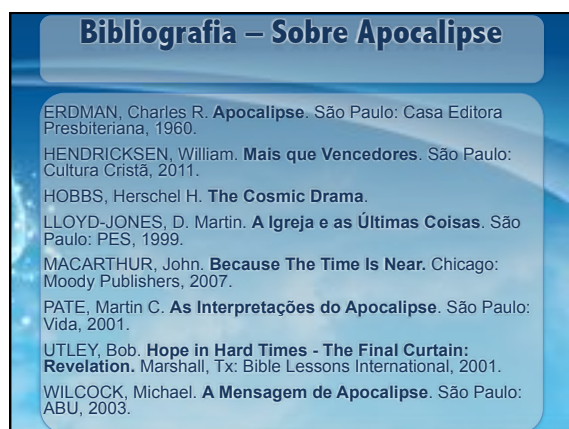 Bibliografia – Sobre Apocalipse
ERDMAN, Charles R. Apocalipse. São Paulo: Casa Editora
Presbiteriana, 1960.
HENDRICKSEN, William. Mais que Vencedores. São Paulo:
Cultura Cristã, 2011.
HOBBS, Herschel H. The Cosmic Drama.
LLOYD-JONES, D. Martin. A Igreja e as Últimas Coisas. São
Paulo: PES, 1999.
MACARTHUR, John. Because The Time Is Near. Chicago:
Moody Publishers, 2007.
PATE, Martin C. As Interpretações do Apocalipse. São Paulo:
Vida, 2001.
UTLEY, Bob. Hope in Hard Times - The Final Curtain:
Revelation. Marshall, Tx: Bible Lessons International, 2001.
WILCOCK, Michael. A Mensagem de Apocalipse. São Paulo:
ABU, 2003.